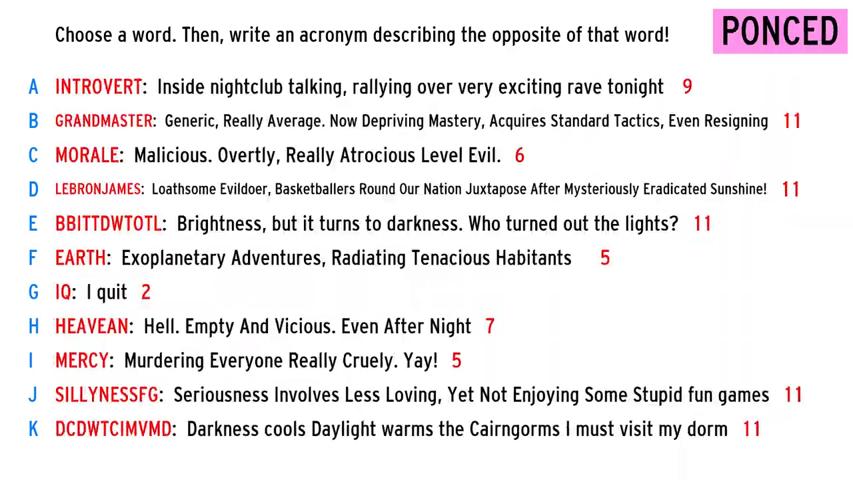 Choose a word. Then, write an acronym describing the opposite of that word! PONCED
A INTROVERT: Inside nightclub talking, rallying over very exciting rave tonight 9
B GRANDMASTER: Generic, Really Average. Now Depriving Mastery, Acquires Standard Tactics, Even Resigning 11
C MORALE: Malicious. Overtly, Really Atrocious Level Evil. 6
D LEBRONJAMES: Loathsome Evildoer, Basketballers Round Our Nation Juxtapose After Mysteriously Eradicated Sunshine! 11
E BBITTDWTOTL: Brightness, but it turns to darkness. Who turned out the lights? 11
F EARTH: Exoplanetary Adventures, Radiating Tenacious Habitants 5
G IQ: I quit 2
H HEAVEAN: Hell. Empty And Vicious. Even After Night 7
I MERCY: Murdering Everyone Really Cruely. Yay! 5
J SILLYNESSFG: Seriousness Involves Less Loving, Yet Not Enjoying Some Stupid fun games 11
K DCDWTCIMVMD: Darkness cools Daylight warms the Cairngorms I must visit my dorm 11